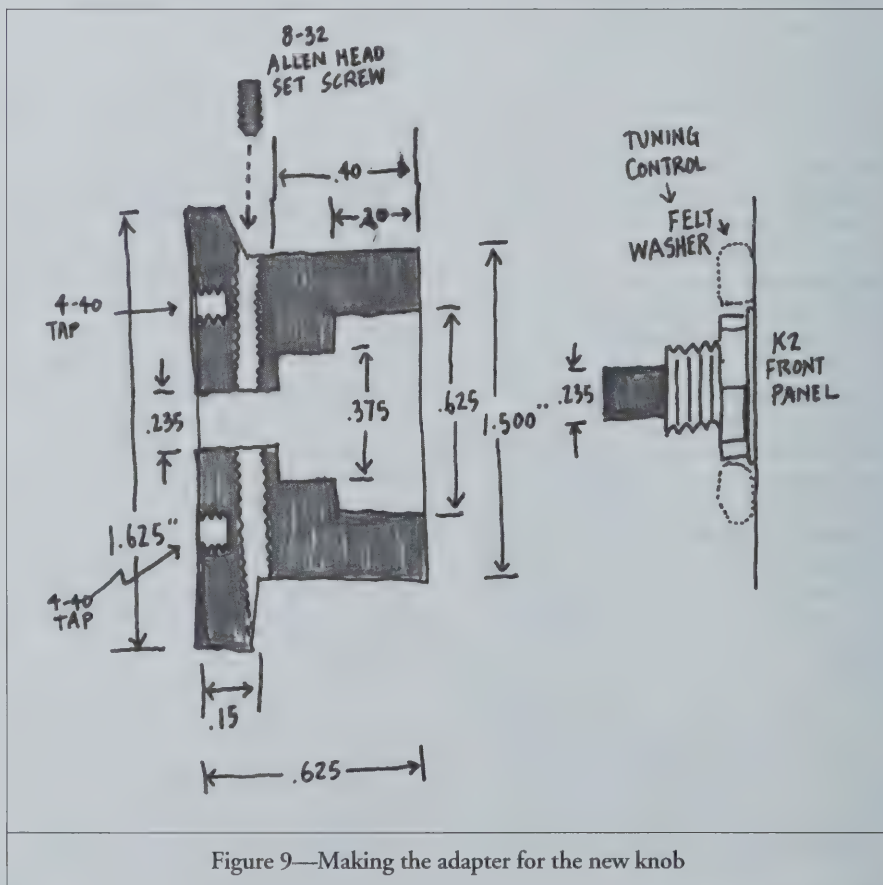 8-32
ALLEN HEAD
SET SCREW
.40
.20
4-40
TAP
.235
1.625"
4-40
TAP
.375
.625
1.500"
.15
.625
TUNING
CONTROL
FELT
WASHER
.235
K2
FRONT
PANEL
Figure 9—Making the adapter for the new knob